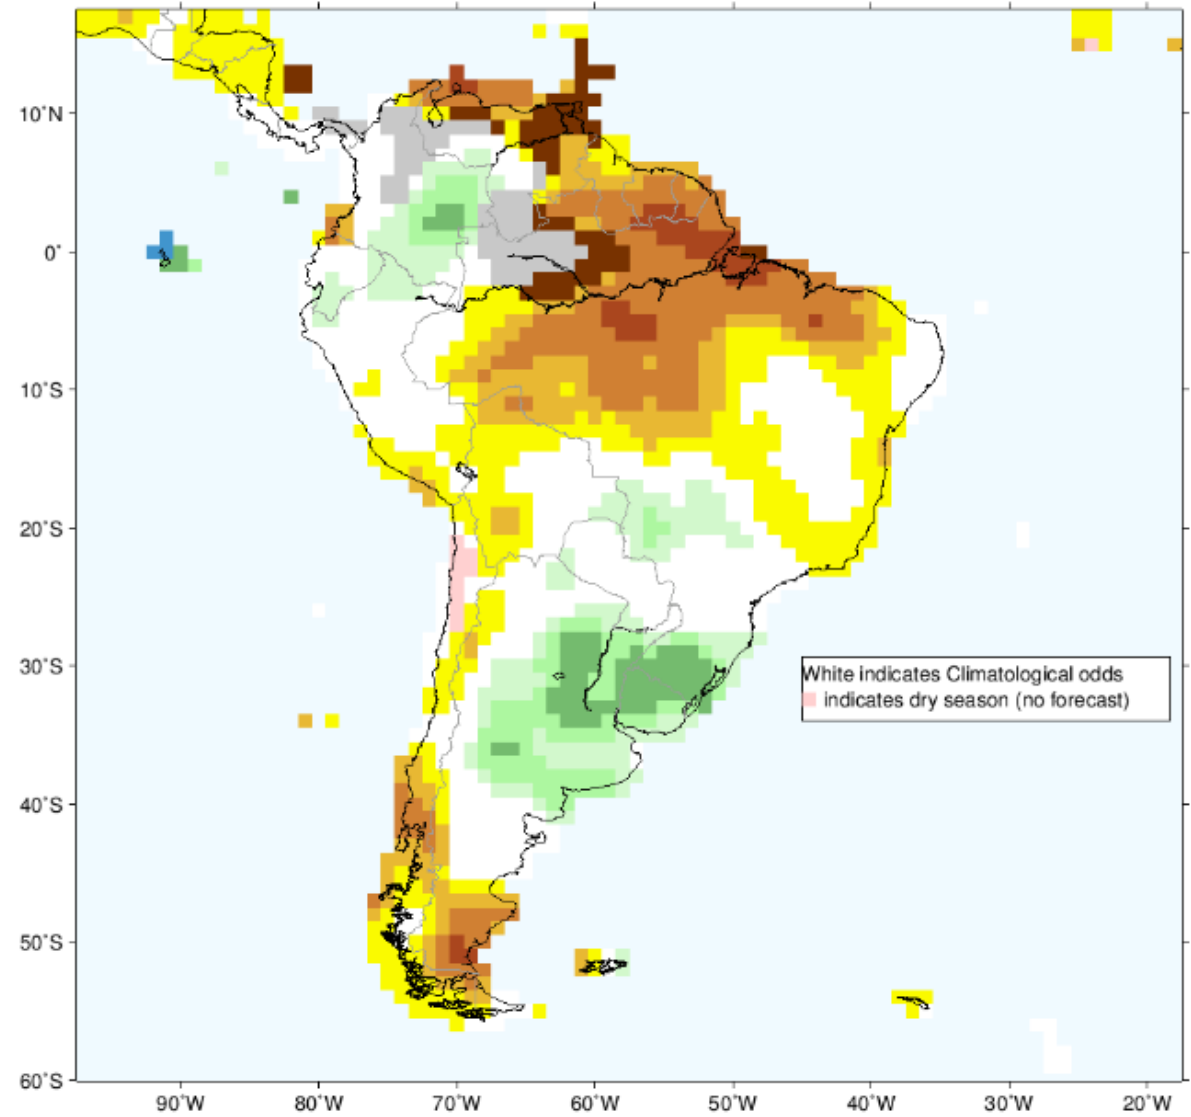 10°N
0°
10°S
20°S
30°S
40°S
50°S
60°S
White indicates Climatological odds
indicates dry season (no forecast)
90°W 80°W 70°W 60°W 50°W 40°W 30°W 20°W